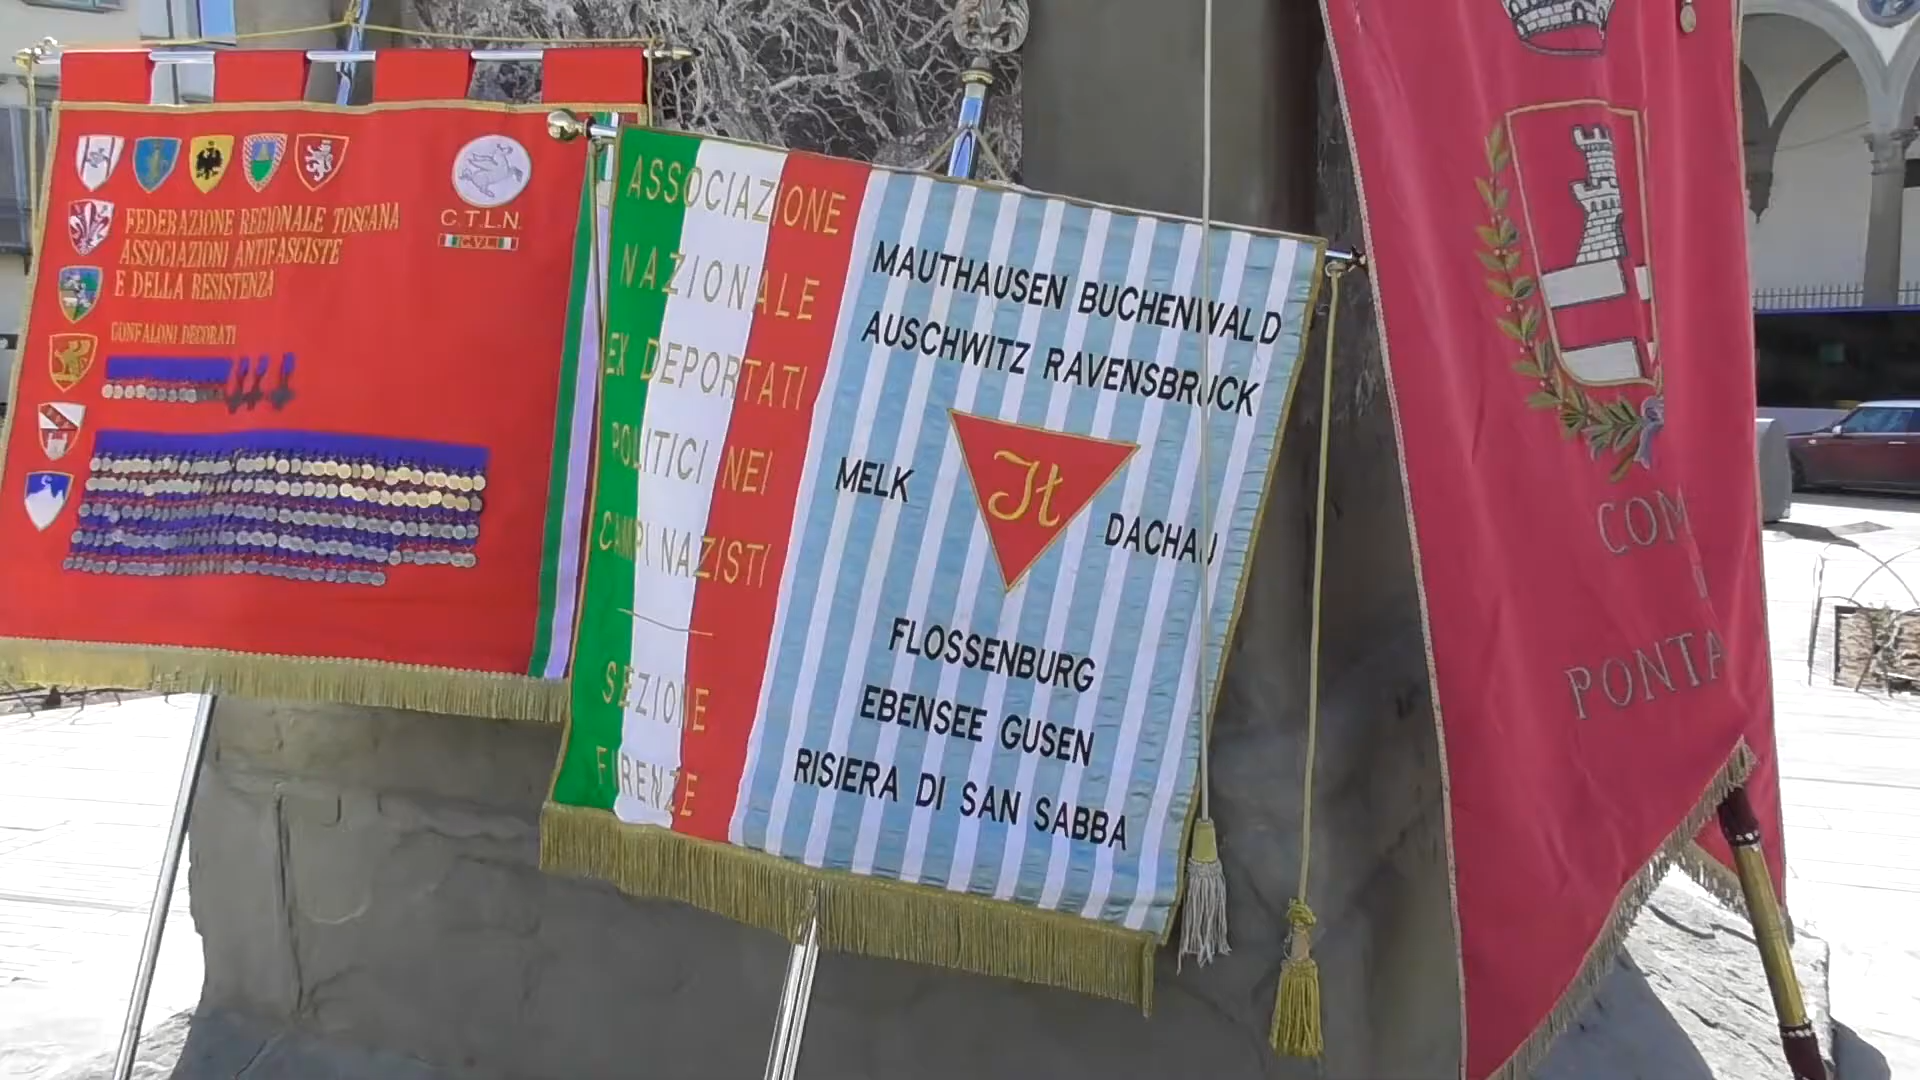 FEDERAZIONE REGIONALE TOSCANA
ASSOCIAZIONI ANTIFASCISTE
E DELLA RESISTENZA
GONFALONI DECORATI
C.T.L.N.
C.V.L.
ASSOCIAZIONE
NAZIONALE
EX DEPORTATI
POLITICI NEI
CAMPI NAZISTI
SEZIONE
FIRENZE
MAUTHAUSEN BUCHENWALD
AUSCHWITZ RAVENSBRUCK
MELK
It
DACHAU
FLOSSENBURG
EBENSEE GUSEN
RISIERA DI SAN SABBA
COM
PONTA